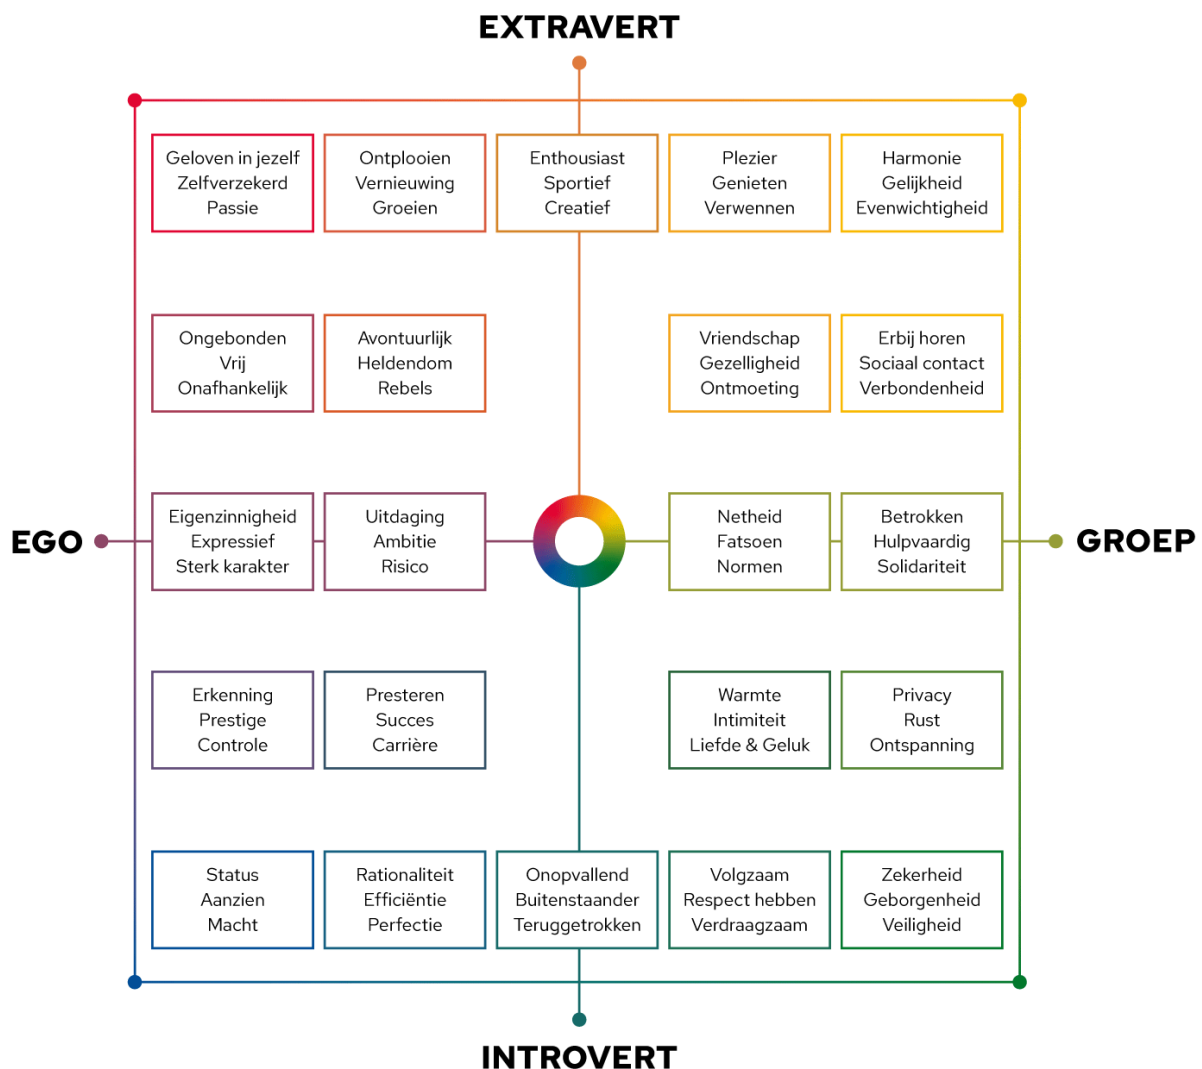 EXTRAVERT
Geloven in jezelf
Zelfverzekerd
Passie
Ontplooien
Vernieuwing
Groeien
Enthousiast
Sportief
Creatief
Plezier
Genieten
Verwennen
Harmonie
Gelijkheid
Evenwichtigheid
Ongebonden
Vrij
Onafhankelijk
Avontuurlijk
Heldendom
Rebels
Vriendschap
Gezelligheid
Ontmoeting
Erbij horen
Sociaal contact
Verbondenheid
EGO
Eigenzinnigheid
Expressief
Sterk karakter
Uitdaging
Ambitie
Risico
Netheid
Fatsoen
Normen
Betrokken
Hulpvaardig
Solidariteit
GROEP
Erkenning
Prestige
Controle
Presteren
Succes
Carrière
Warmte
Intimiteit
Liefde & Geluk
Privacy
Rust
Ontspanning
Status
Aanzien
Macht
Rationaliteit
Efficiëntie
Perfectie
Onopvallend
Buitenstaander
Teruggetrokken
Volgzaam
Respect hebben
Verdraagzaam
Zekerheid
Geborgenheid
Veiligheid
INTROVERT